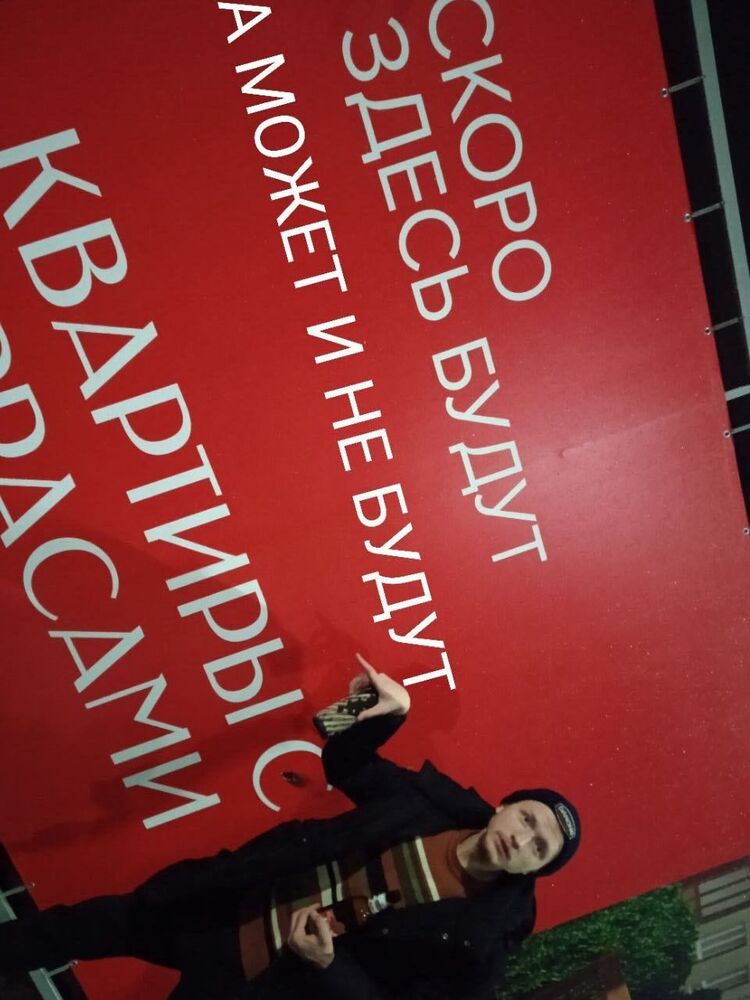 СКОРО
ЗДЕСЬ БУДУТ
А МОЖЕТ И НЕ БУДУТ
КВАРТИРЫ С